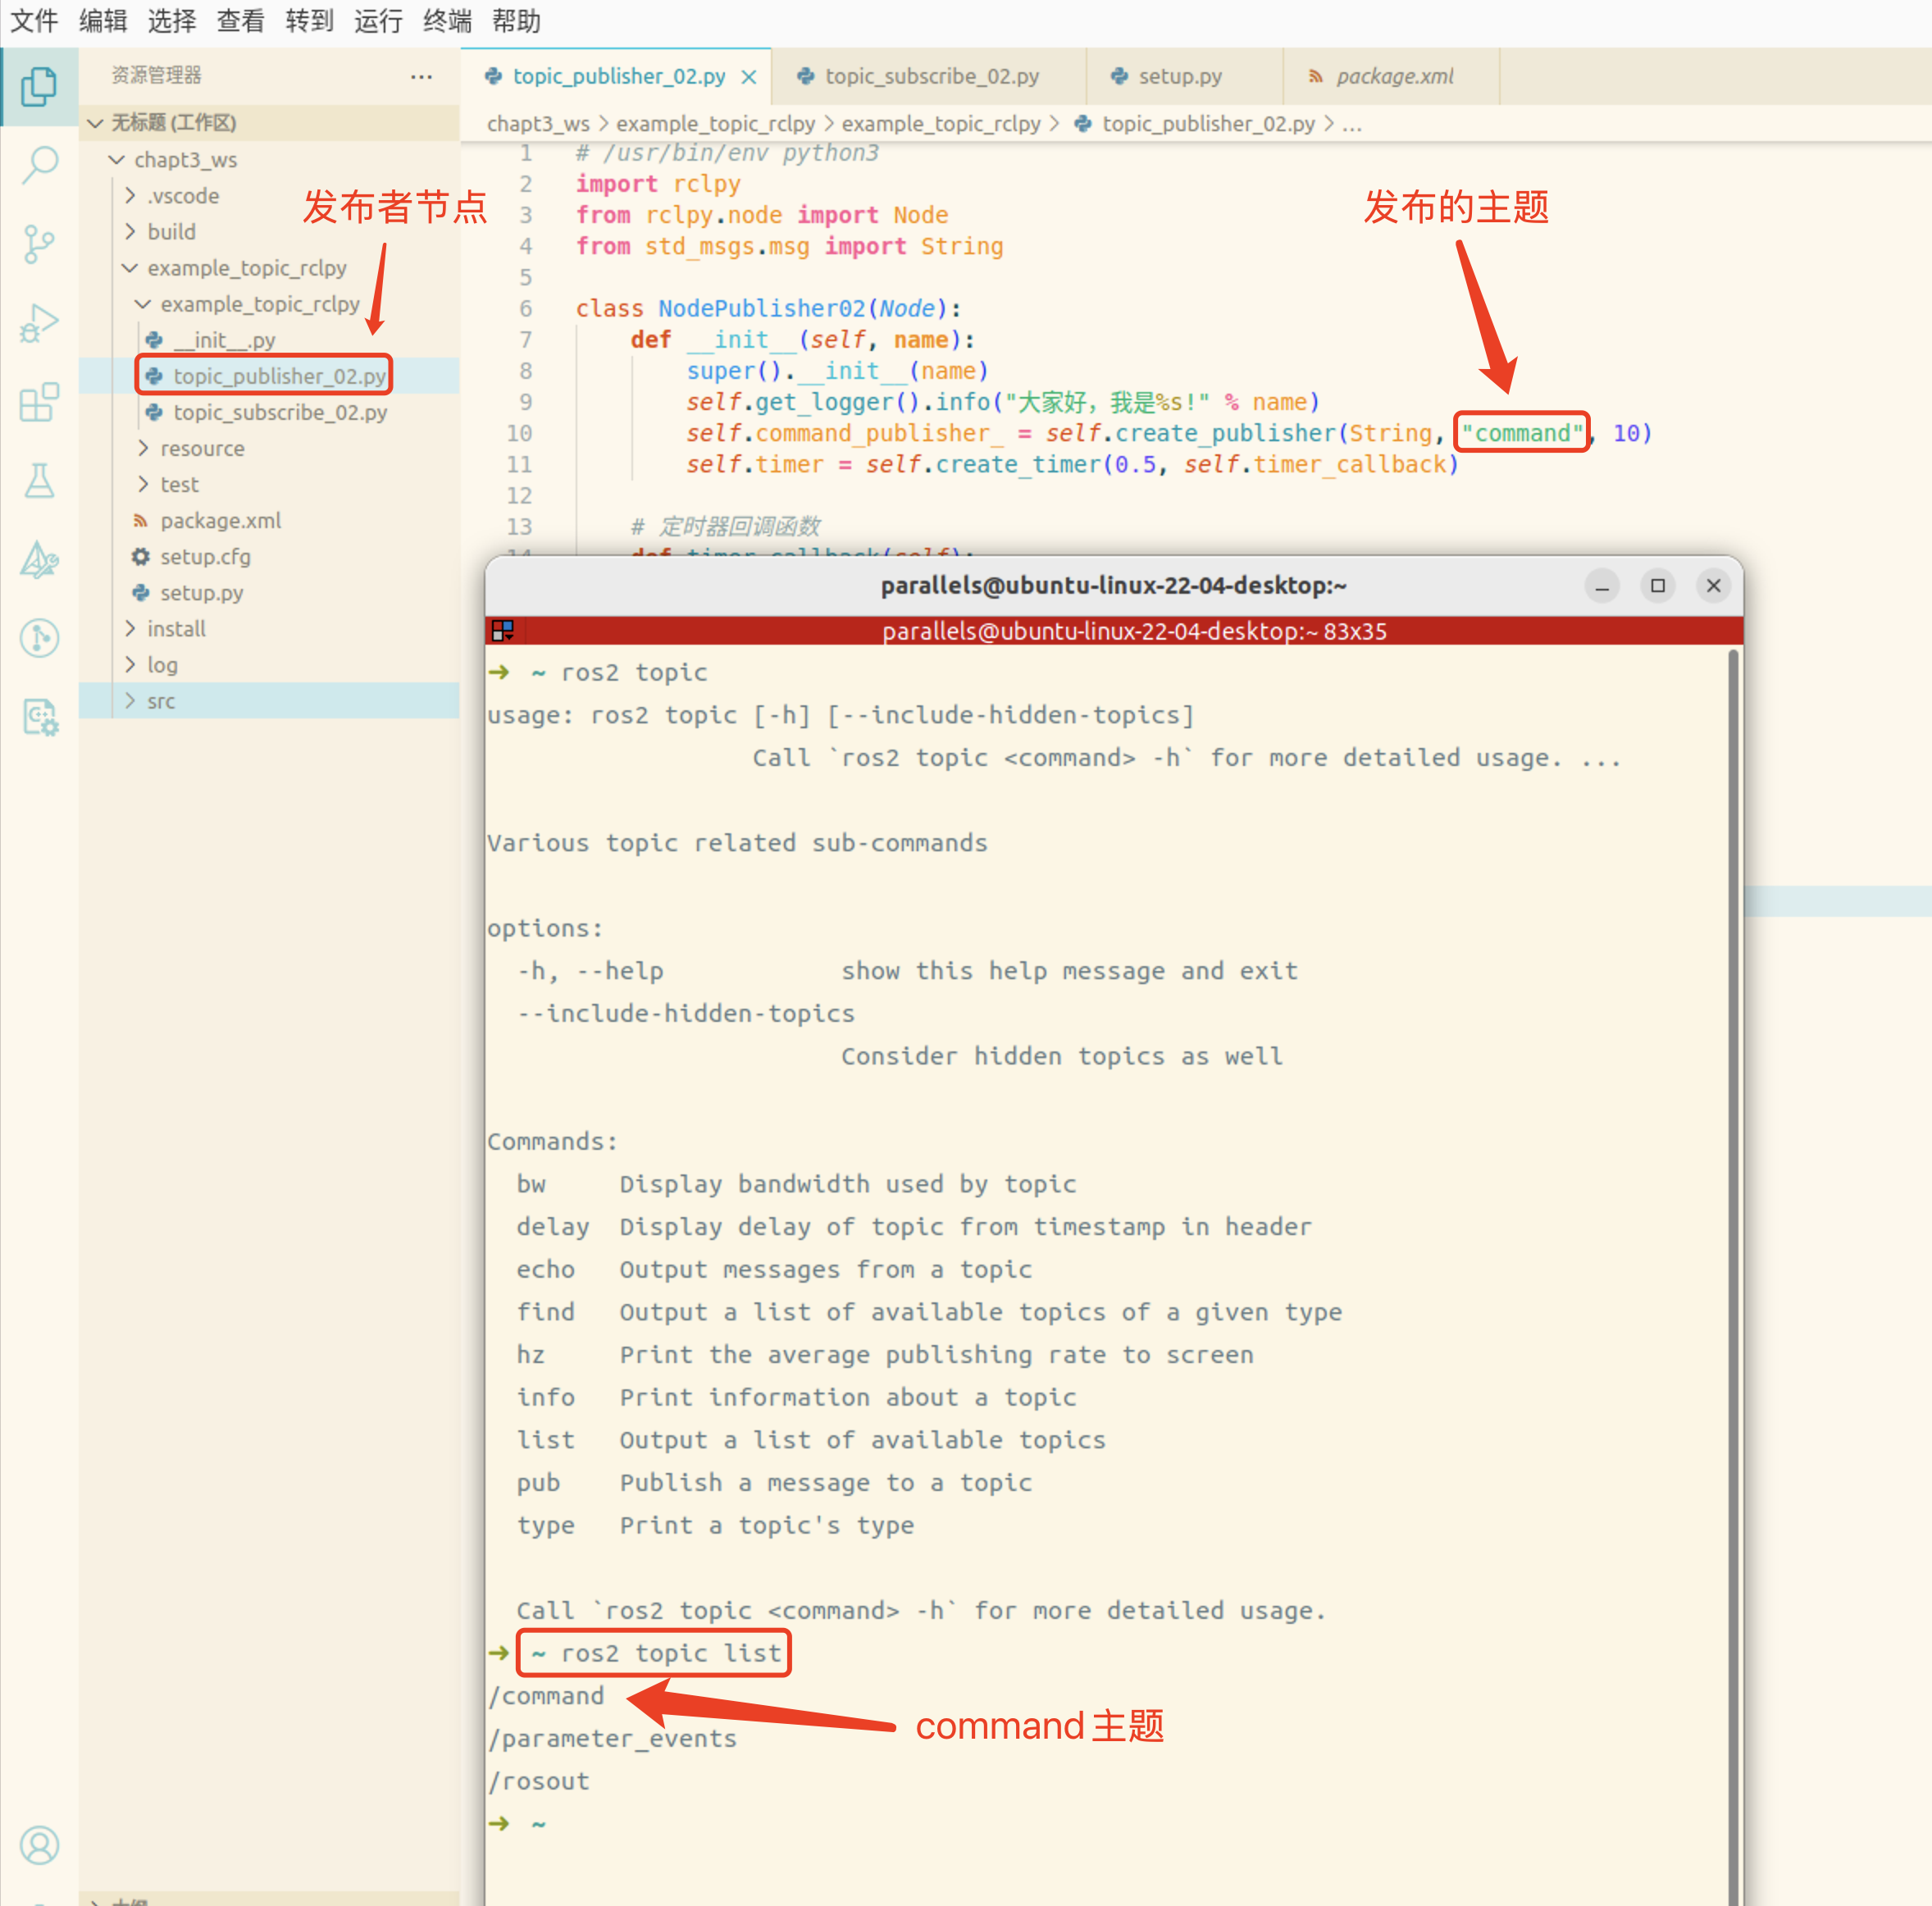 文件 编辑 选择 查看 转到 运行 终端 帮助
资源管理器 ...
无标题 (工作区)
chapt3_ws
.vscode
build
example_topic_rclpy
example_topic_rclpy
__init__.py
topic_publisher_02.py
topic_subscribe_02.py
resource
test
package.xml
setup.cfg
setup.py
install
log
src
发布者节点
topic_publisher_02.py topic_subscribe_02.py setup.py package.xml
chapt3_ws > example_topic_rclpy > example_topic_rclpy > topic_publisher_02.py > ...
1 # /usr/bin/env python3
2 import rclpy
3 from rclpy.node import Node
4 from std_msgs.msg import String
5
6 class NodePublisher02(Node):
7 def __init__(self, name):
8 super().__init__(name)
9 self.get_logger().info("大家好，我是%s!" % name)
10 self.command_publisher_ = self.create_publisher(String, "command", 10)
11 self.timer = self.create_timer(0.5, self.timer_callback)
12
13 # 定时器回调函数
14 def timer_callback(self):
发布的主题
parallels@ubuntu-linux-22-04-desktop:~
parallels@ubuntu-linux-22-04-desktop:~ 83x35
➜ ~ ros2 topic
usage: ros2 topic [-h] [--include-hidden-topics]
Call `ros2 topic <command> -h` for more detailed usage. ...
Various topic related sub-commands
options:
-h, --help show this help message and exit
--include-hidden-topics
Consider hidden topics as well
Commands:
bw Display bandwidth used by topic
delay Display delay of topic from timestamp in header
echo Output messages from a topic
find Output a list of available topics of a given type
hz Print the average publishing rate to screen
info Print information about a topic
list Output a list of available topics
pub Publish a message to a topic
type Print a topic's type
Call `ros2 topic <command> -h` for more detailed usage.
➜ ~ ros2 topic list
/command
command主题
/parameter_events
/rosout
➜ ~